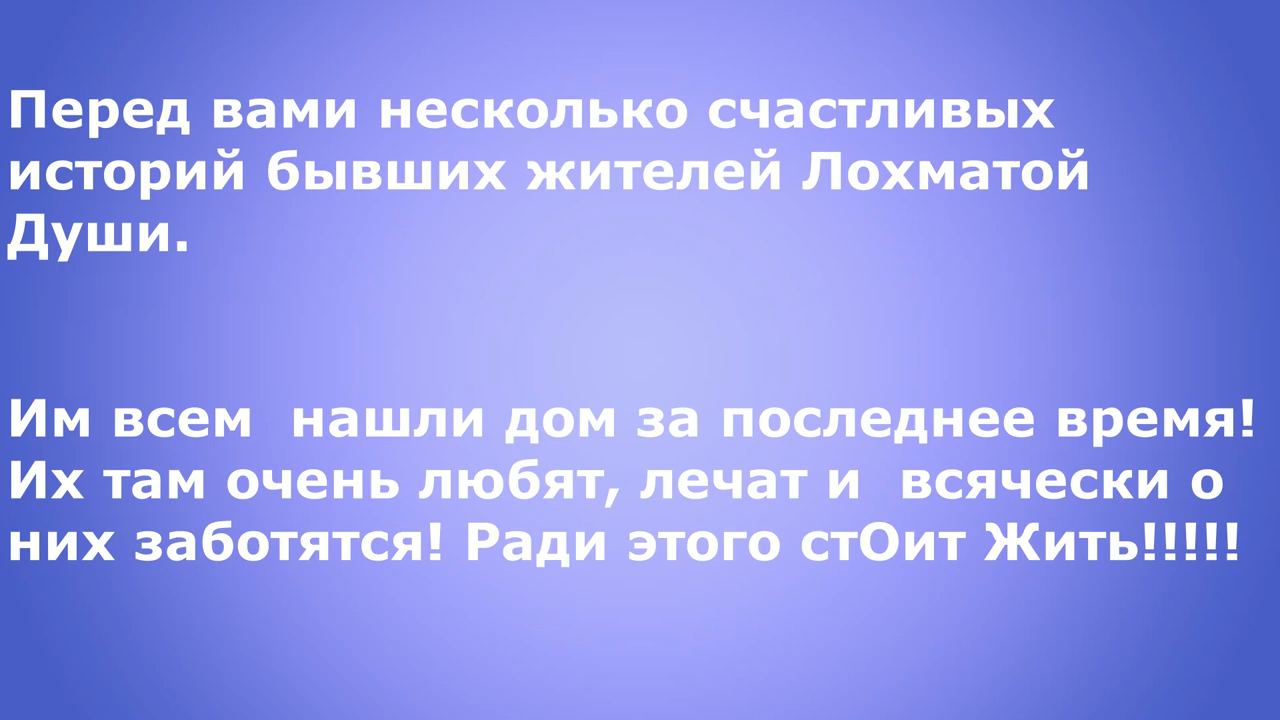 Перед вами несколько счастливых
историй бывших жителей Лохматой
Души.
Им всем  нашли дом за последнее время!
Их там очень любят, лечат и  всячески о
них заботятся! Ради этого стОит Жить!!!!!